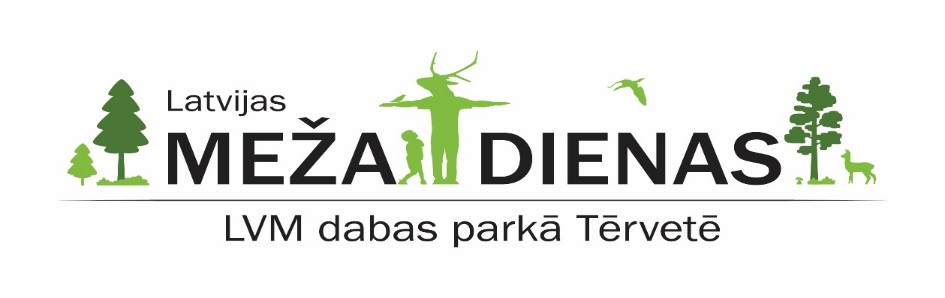 Latvijas
MEŽA DIENAS
LVM dabas parkā Tērvetē